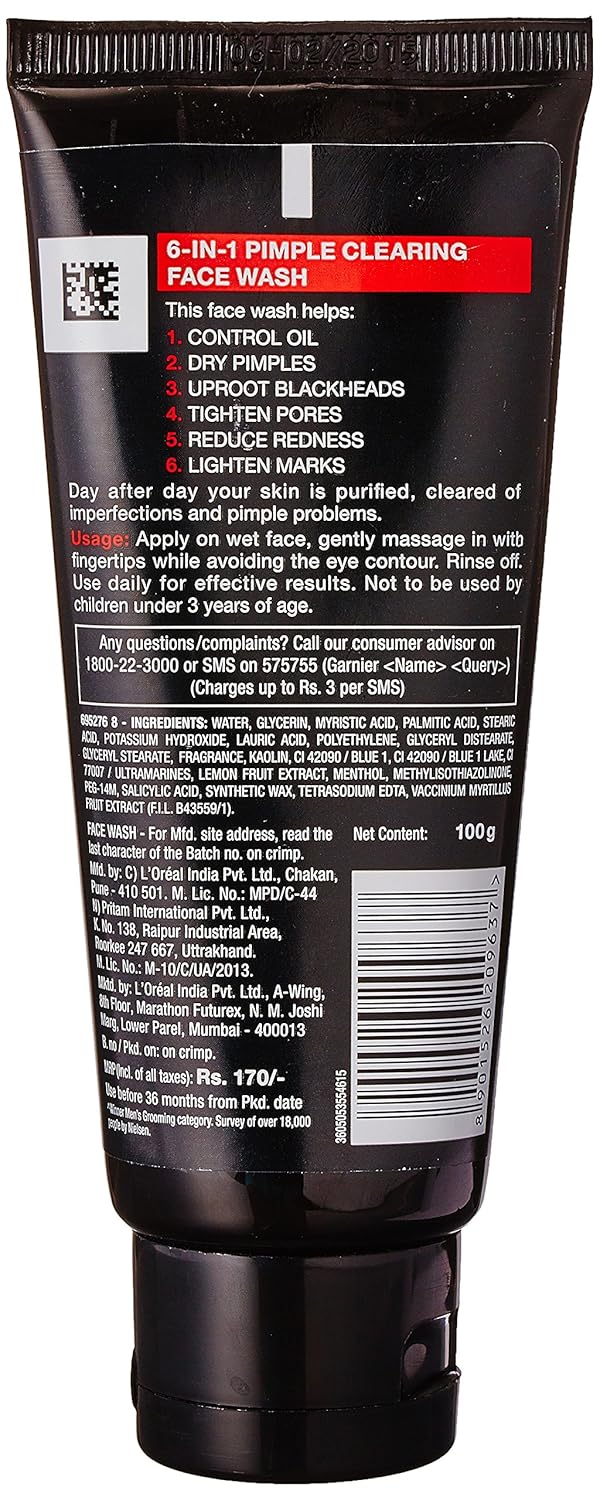 06-02/2015
6-IN-1 PIMPLE CLEARING
FACE WASH
This face wash helps:
1. CONTROL OIL
2. DRY PIMPLES
3. UPROOT BLACKHEADS
4. TIGHTEN PORES
5. REDUCE REDNESS
6. LIGHTEN MARKS
Day after day your skin is purified, cleared of
imperfections and pimple problems.
Usage: Apply on wet face, gently massage in with
fingertips while avoiding the eye contour. Rinse off.
Use daily for effective results. Not to be used by
children under 3 years of age.
Any questions/complaints? Call our consumer advisor on
1800-22-3000 or SMS on 575755 (Garnier <Name> <Query>)
(Charges up to Rs. 3 per SMS)
695276 8 - INGREDIENTS: WATER, GLYCERIN, MYRISTIC ACID, PALMITIC ACID, STEARIC
ACID, POTASSIUM HYDROXIDE, LAURIC ACID, POLYETHYLENE, GLYCERYL DISTEARATE,
GLYCERYL STEARATE, FRAGRANCE, KAOLIN, CI 42090 / BLUE 1, CI 42090 / BLUE 1 LAKE, CI
77007 / ULTRAMARINES, LEMON FRUIT EXTRACT, MENTHOL, METHYLISOTHIAZOLINONE,
PEG-14M, SALICYLIC ACID, SYNTHETIC WAX, TETRASODIUM EDTA, VACCINIUM MYRTILLUS
FRUIT EXTRACT (F.I.L. B43559/1).
FACE WASH - For Mfd. site address, read the
last character of the Batch no. on crimp.
Mfd. by: C) L'Oréal India Pvt. Ltd., Chakan,
Pune - 410 501. M. Lic. No.: MPD/C-44
N) Pritam International Pvt. Ltd.,
K. No. 138, Raipur Industrial Area,
Roorkee 247 667, Uttrakhand.
M. Lic. No.: M-10/C/UA/2013.
Mktd. by: L'Oréal India Pvt. Ltd., A-Wing,
8th Floor, Marathon Futurex, N. M. Joshi
Marg, Lower Parel, Mumbai - 400013
B. no / Pkd. on: on crimp.
MRP(Incl. of all taxes): Rs. 170/-
Use before 36 months from Pkd. date
*Winner Men's Grooming category. Survey of over 18,000
people by Nielsen.
Net Content: 100g
3605053554615
8901526209637>